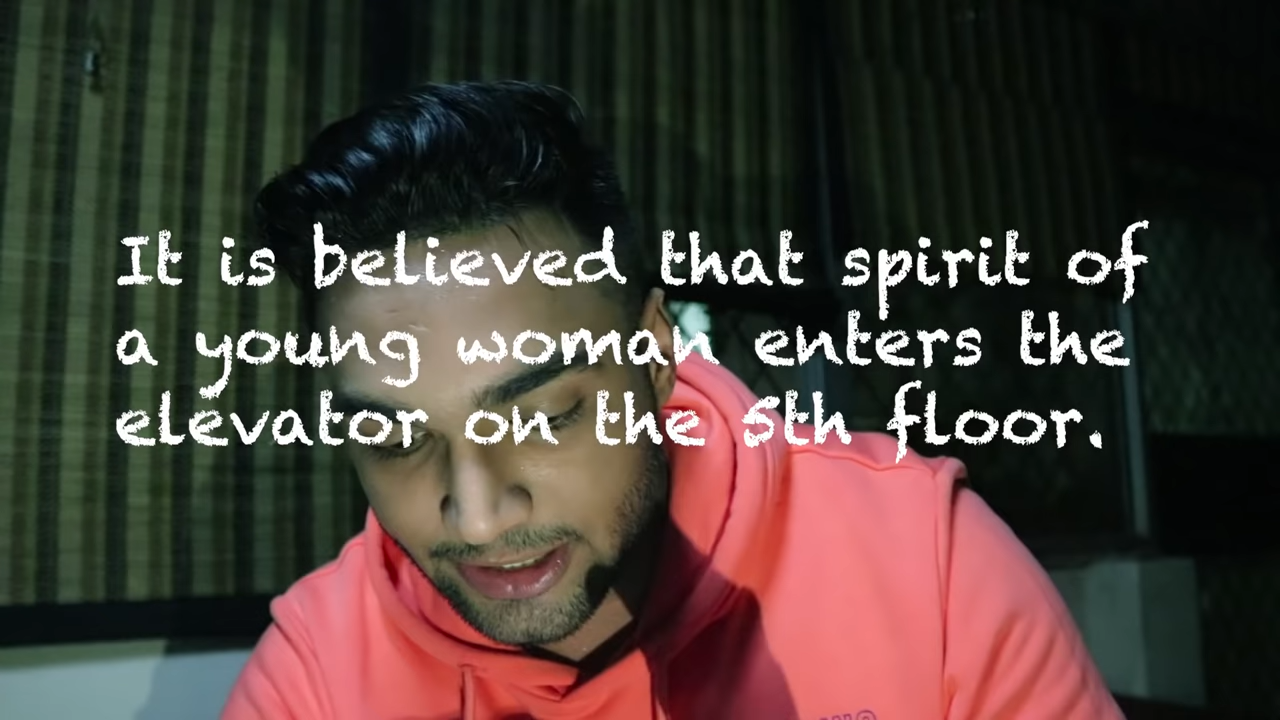 It is believed that spirit of
a young woman enters the
elevator on the 5th floor.